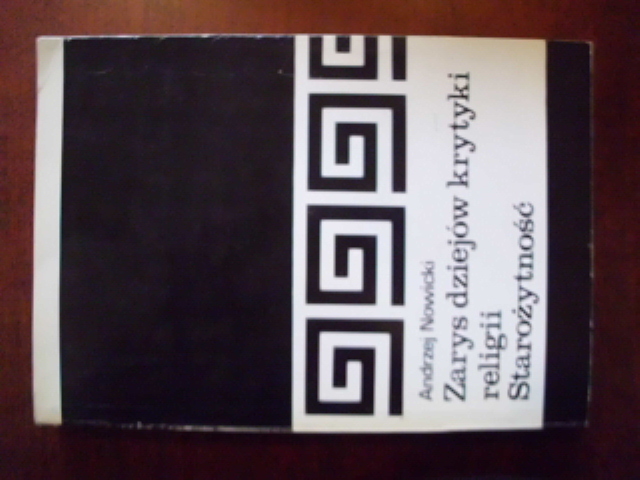 Andrzej Nowicki
Zarys dziejów krytyki
religii
Starożytność